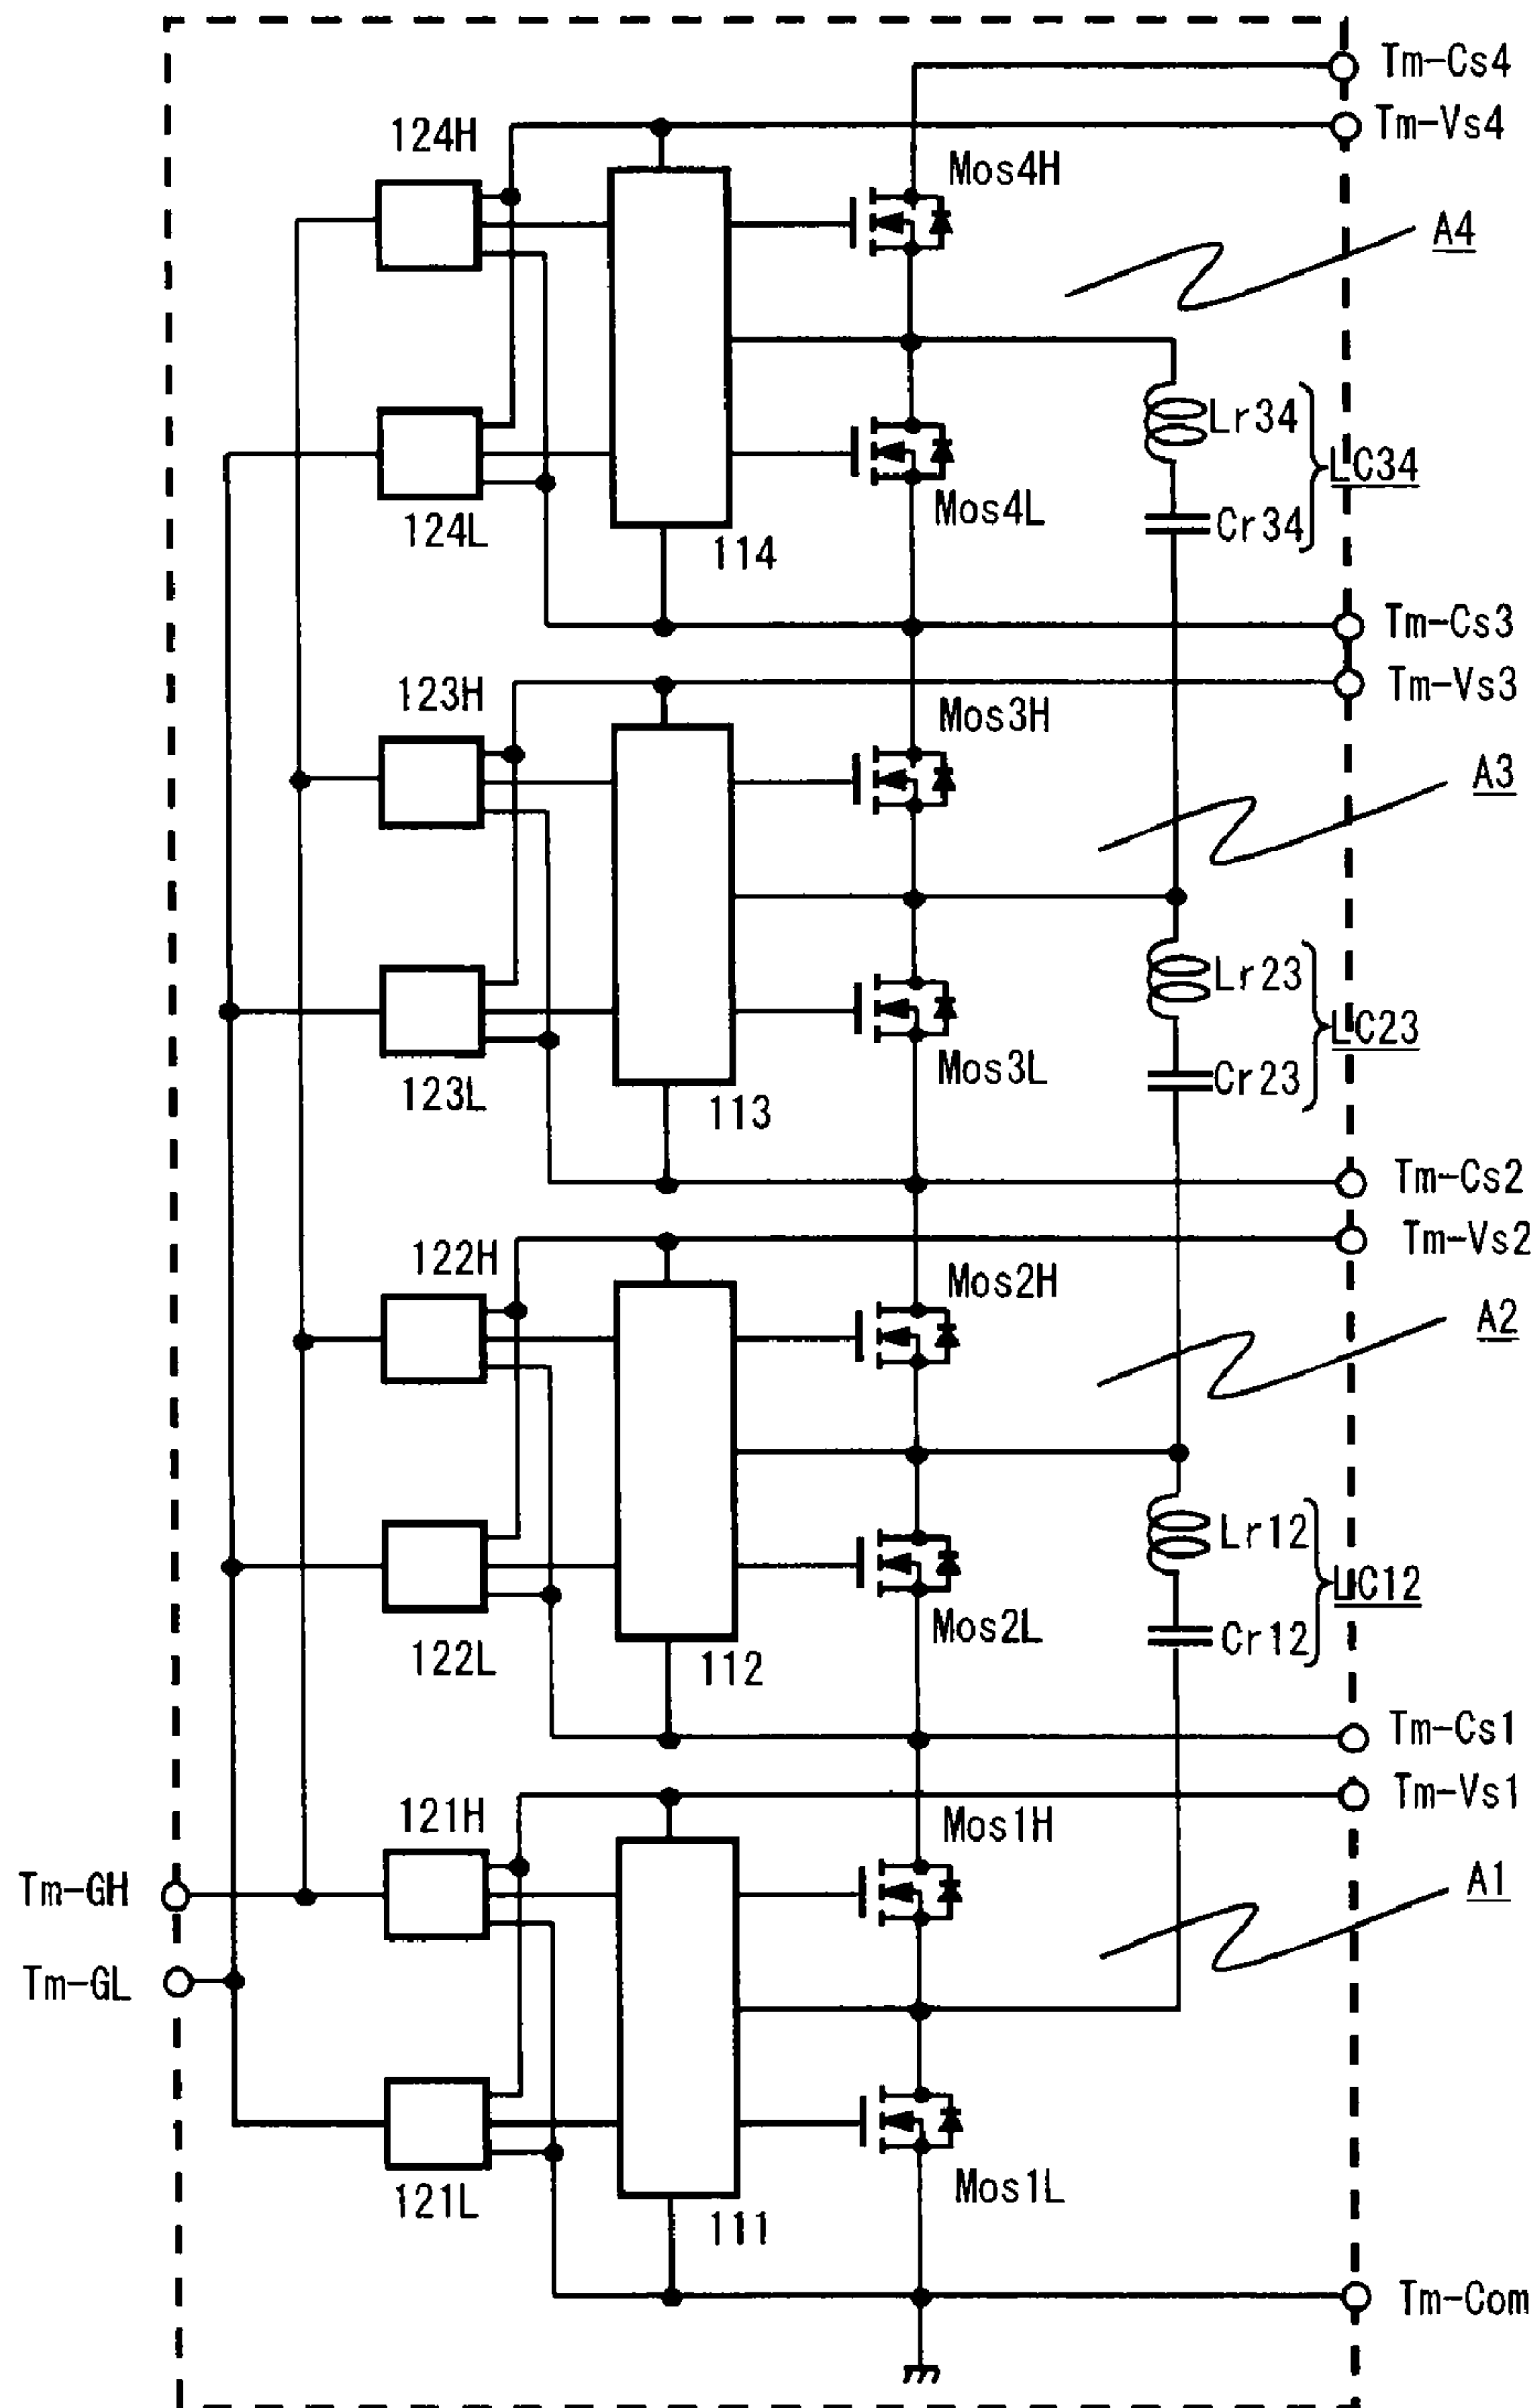 Tm-Cs4
Tm-Vs4
124H
Mos4H
A4
Lr34
LC34
Mos4L
Cr34
124L
114
Tm-Cs3
Tm-Vs3
123H
Mos3H
A3
Lr23
LC23
Mos3L
Cr23
123L
113
Tm-Cs2
Tm-Vs2
122H
Mos2H
A2
Lr12
LC12
Mos2L
Cr12
122L
112
Tm-Cs1
Tm-Vs1
121H
Mos1H
Tm-GH
A1
Tm-GL
Mos1L
121L
111
Tm-Com